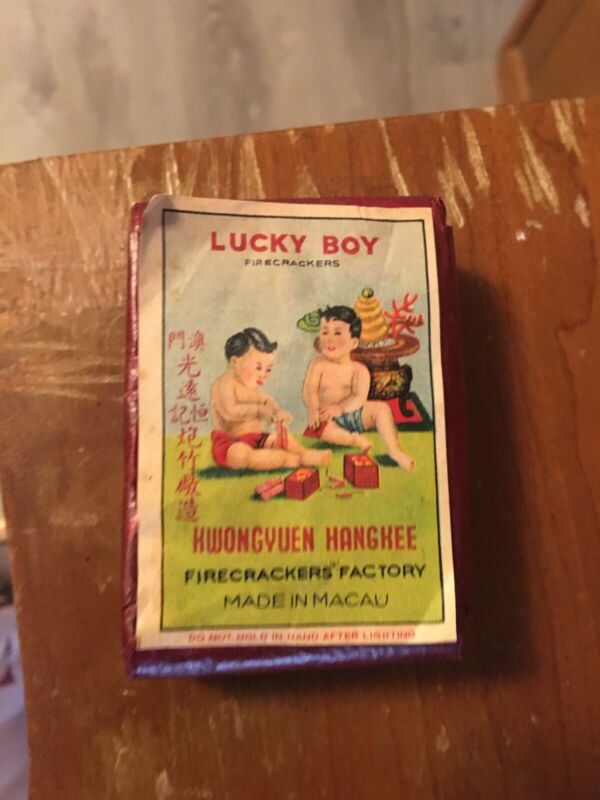 LUCKY BOY
FIRECRACKERS
澳門
光遠
恒記
炮竹廠造
KWONGYUEN HANGKEE
FIRECRACKERS' FACTORY
MADE IN MACAU
DO NOT HOLD IN HAND AFTER LIGHTING